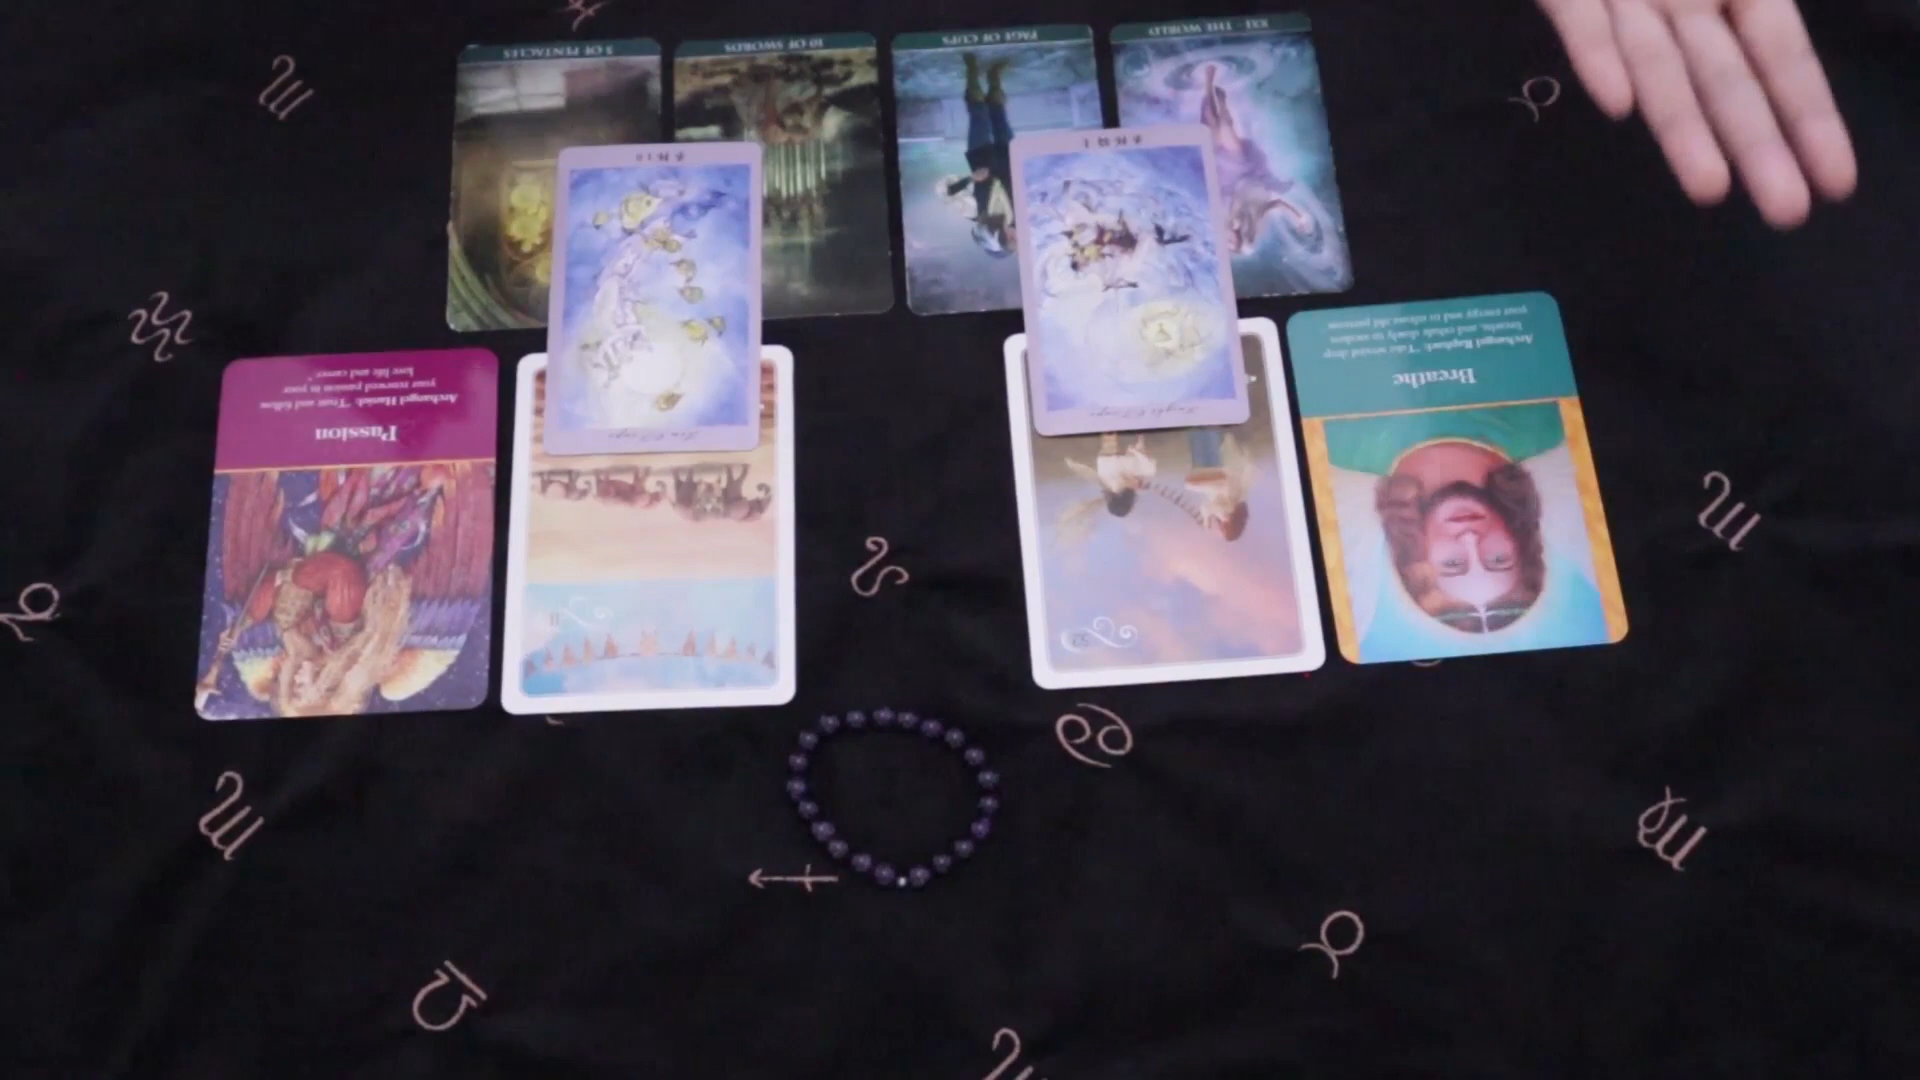 5 OF PENTACLES
10 OF SWORDS
PAGE OF CUPS
XXI - THE WORLD
Passion
Archangel Haniel: "Trust and follow
your renewed passion in your
love life and career."
11
52
Breathe
Archangel Raphael: "Take several deep
breaths, and exhale slowly to awaken
your energy and to release old patterns